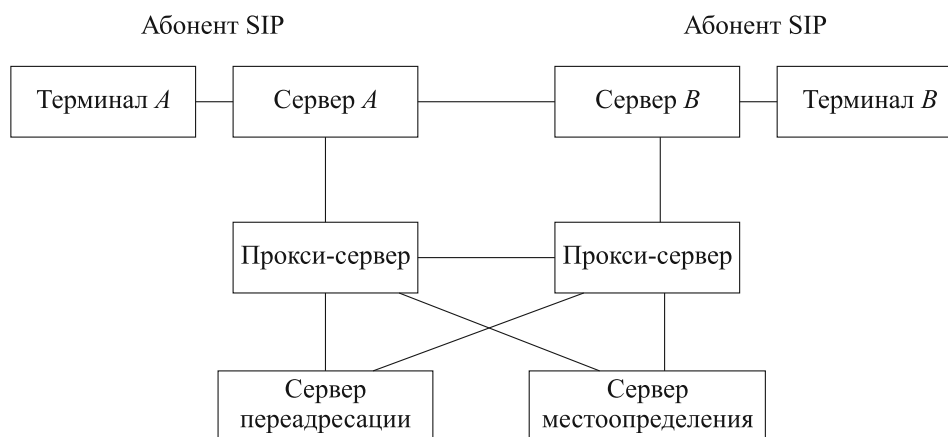 Абонент SIP
Абонент SIP
Терминал A
Сервер A
Сервер B
Терминал B
Прокси-сервер
Прокси-сервер
Сервер
переадресации
Сервер
местоопределения